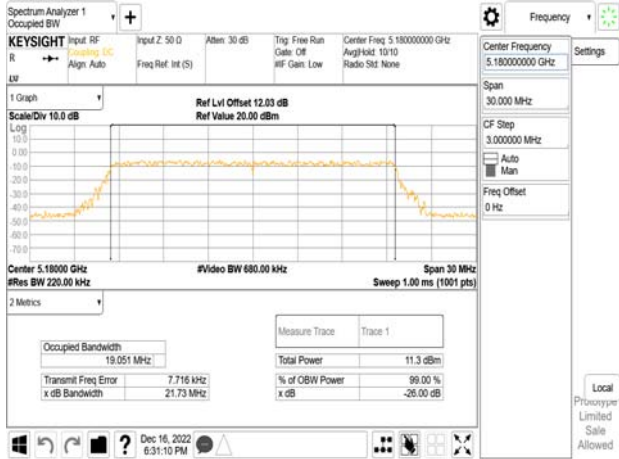 Spectrum Analyzer 1
Occupied BW
+
Frequency
KEYSIGHT
R
Input: RF
Coupling: DC
Align: Auto
Input Z: 50 Ω
Freq Ref: Int (S)
Atten: 30 dB
Trig: Free Run
Gate: Off
#IF Gain: Low
Center Freq: 5.180000000 GHz
Avg|Hold: 10/10
Radio Std: None
Center Frequency
5.180000000 GHz
Settings
Span
30.000 MHz
CF Step
3.000000 MHz
Auto
Man
Freq Offset
0 Hz
1 Graph
Scale/Div 10.0 dB
Ref Lvl Offset 12.03 dB
Ref Value 20.00 dBm
Log
10.0
0.00
-10.0
-20.0
-30.0
-40.0
-50.0
-60.0
-70.0
Center 5.18000 GHz
#Res BW 220.00 kHz
#Video BW 680.00 kHz
Span 30 MHz
Sweep 1.00 ms (1001 pts)
2 Metrics
Measure Trace
Trace 1
Occupied Bandwidth
19.051 MHz
Total Power
11.3 dBm
Transmit Freq Error
7.716 kHz
% of OBW Power
99.00 %
x dB Bandwidth
21.73 MHz
x dB
-26.00 dB
Local
Prototype
Limited
Sale
Allowed
?
Dec 16, 2022
6:31:10 PM